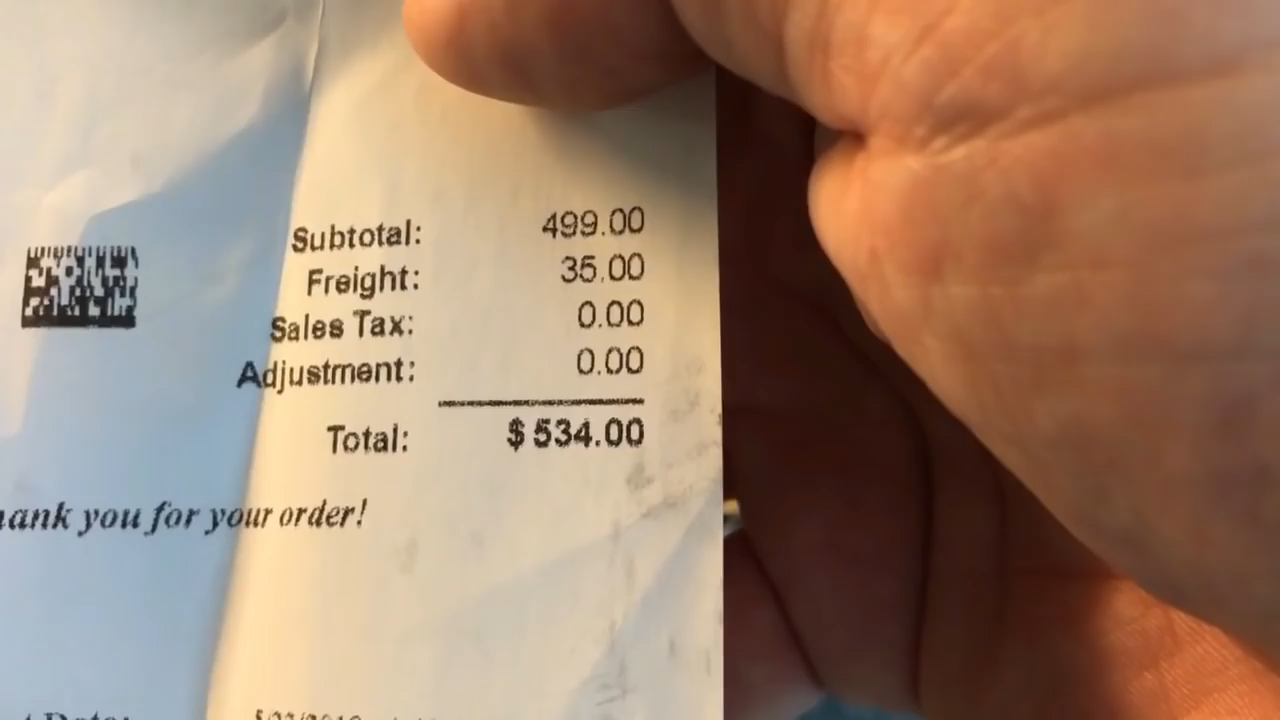 Subtotal: 499.00
Freight: 35.00
Sales Tax: 0.00
Adjustment: 0.00
Total: $ 534.00
you for your order!